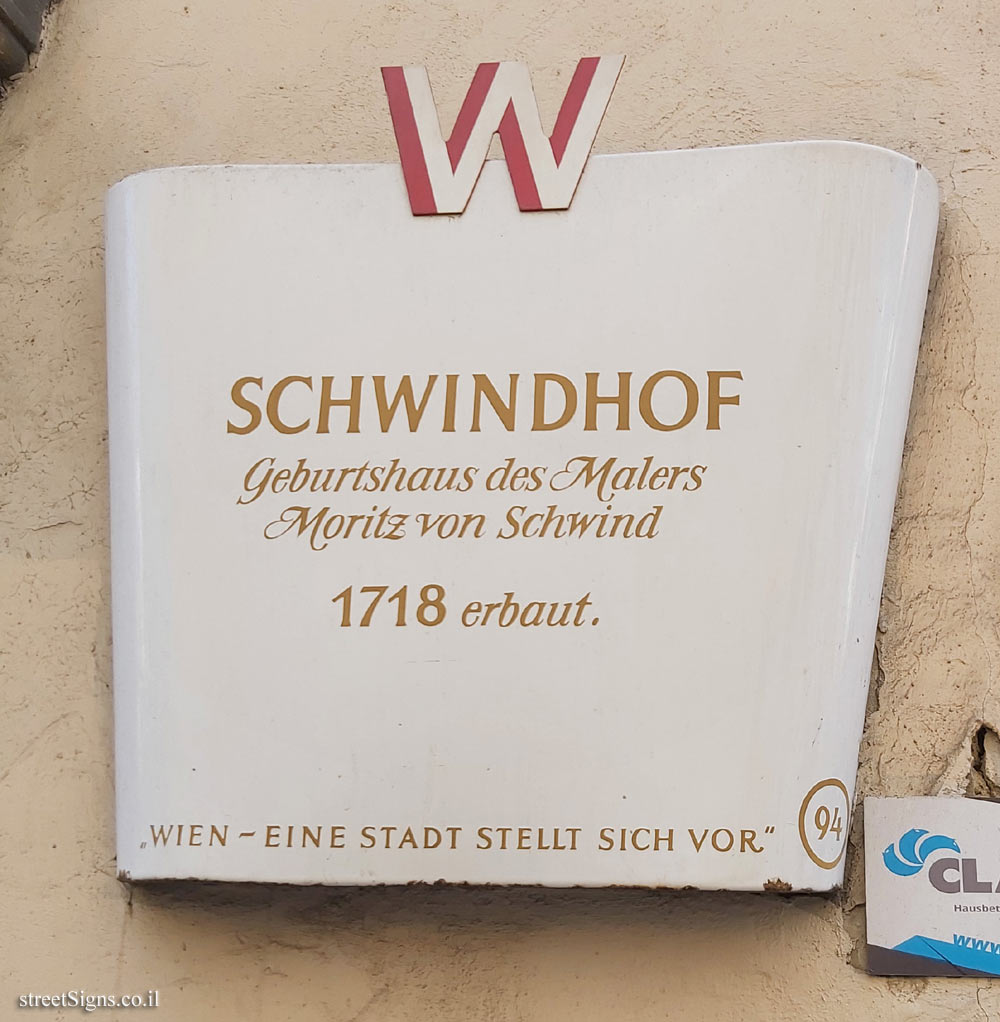 W
SCHWINDHOF
Geburtshaus des Malers
Moritz von Schwind
1718 erbaut.
„WIEN – EINE STADT STELLT SICH VOR.“
94
streetSigns.co.il